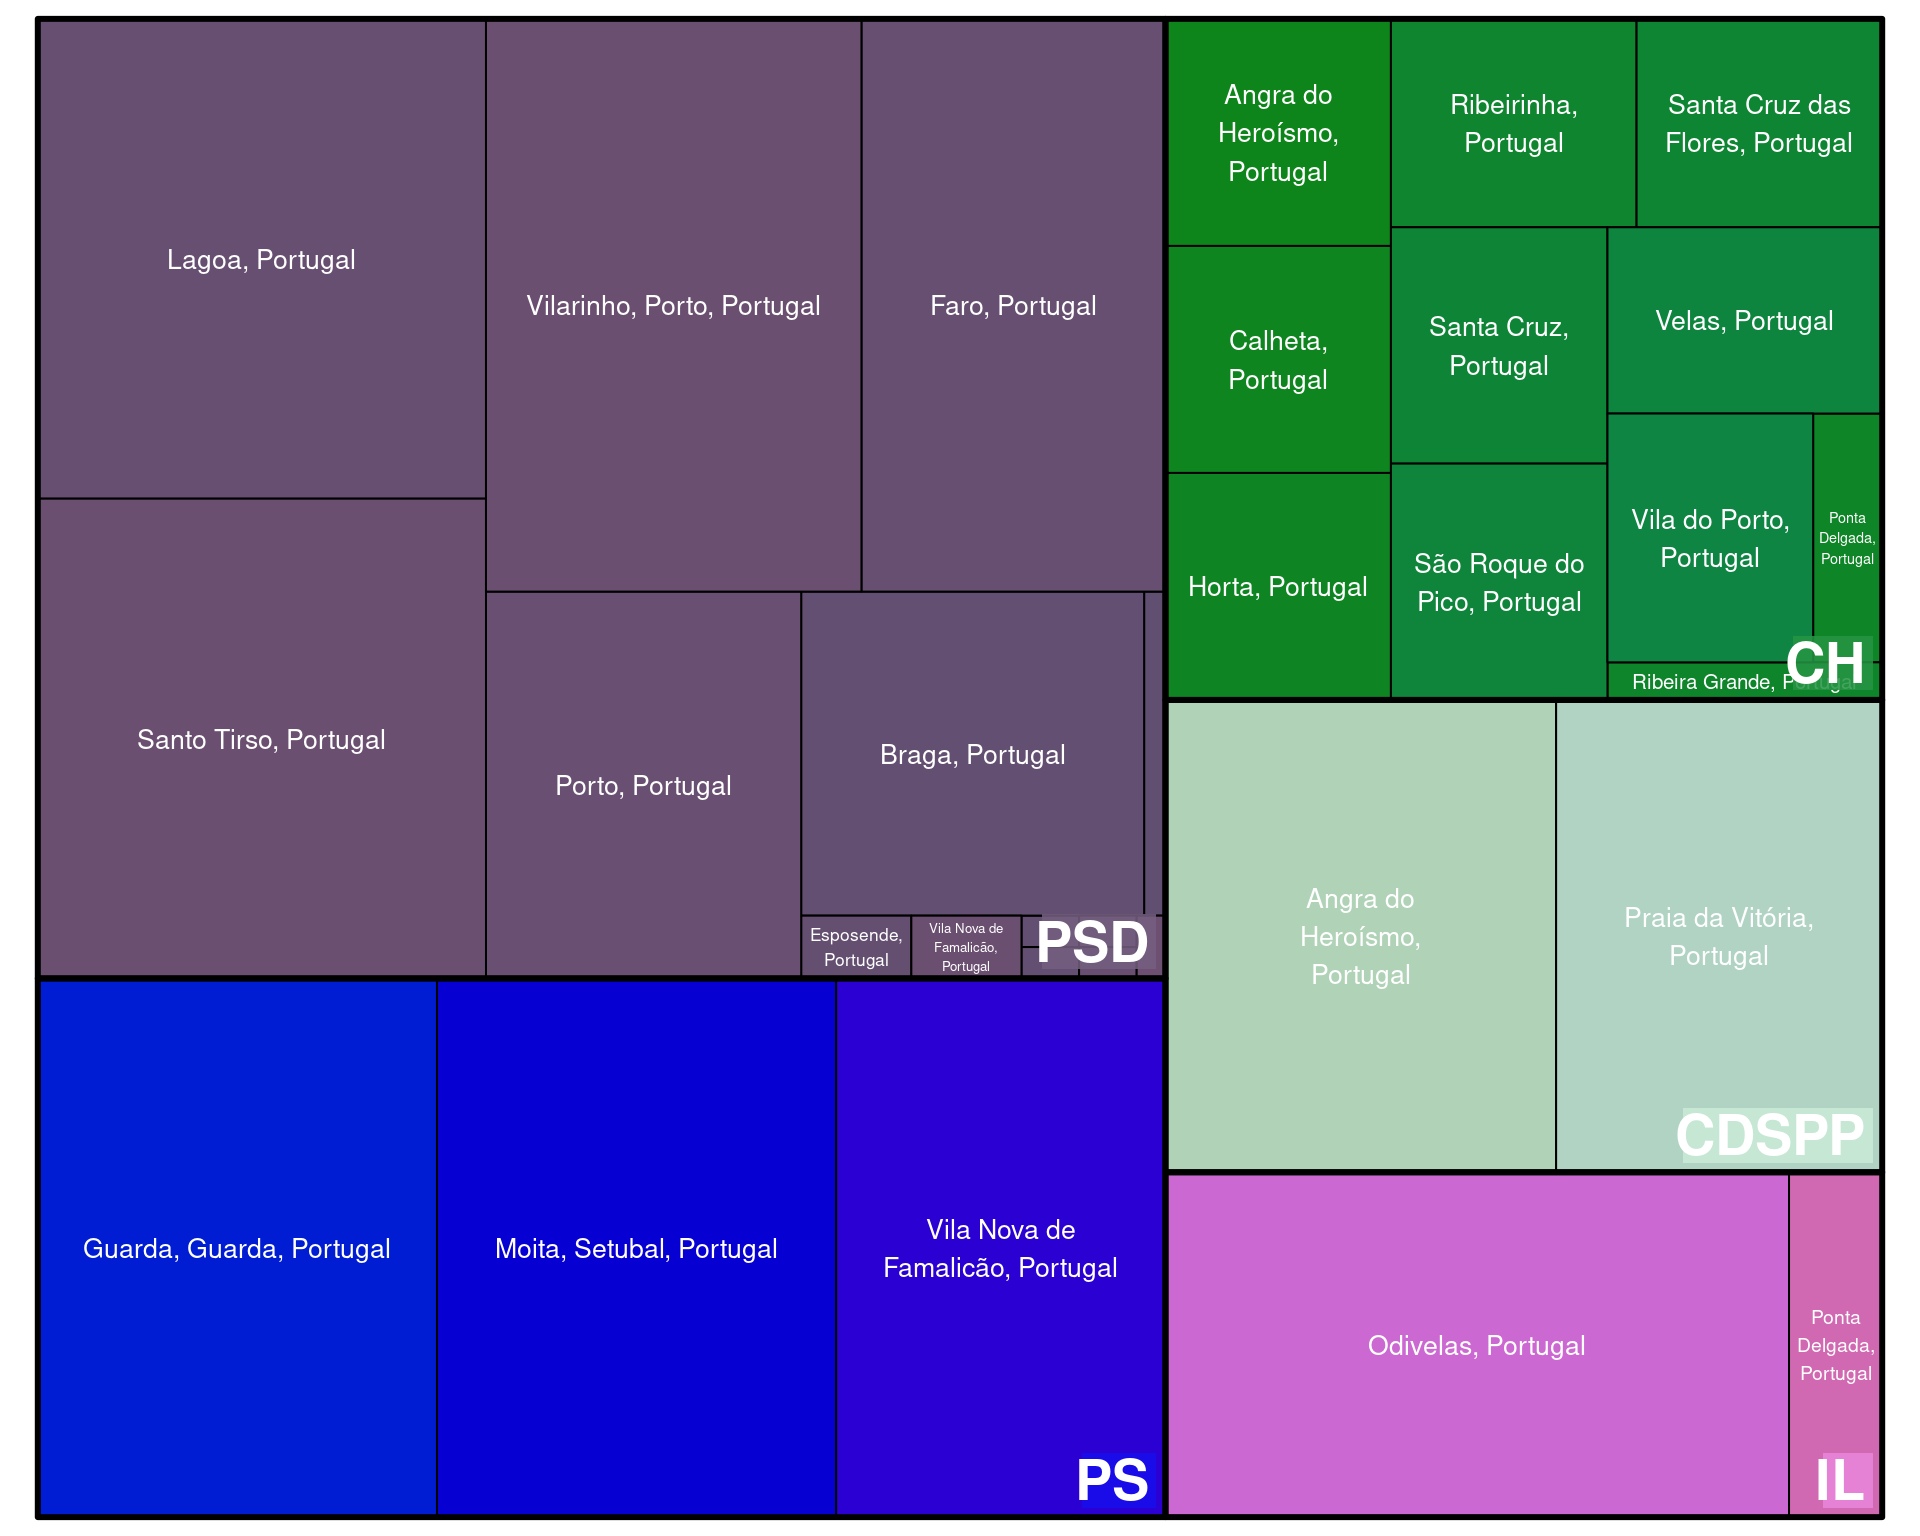 Lagoa, Portugal
Vilarinho, Porto, Portugal
Faro, Portugal
Santo Tirso, Portugal
Porto, Portugal
Braga, Portugal
Esposende,
Portugal
Vila Nova de
Famalicão,
Portugal
PSD
Angra do
Heroísmo,
Portugal
Ribeirinha,
Portugal
Santa Cruz das
Flores, Portugal
Calheta,
Portugal
Santa Cruz,
Portugal
Velas, Portugal
Horta, Portugal
São Roque do
Pico, Portugal
Vila do Porto,
Portugal
Ponta
Delgada,
Portugal
Ribeira Grande, Portugal
CH
Angra do
Heroísmo,
Portugal
Praia da Vitória,
Portugal
CDSPP
Guarda, Guarda, Portugal
Moita, Setubal, Portugal
Vila Nova de
Famalicão, Portugal
PS
Odivelas, Portugal
Ponta
Delgada,
Portugal
IL